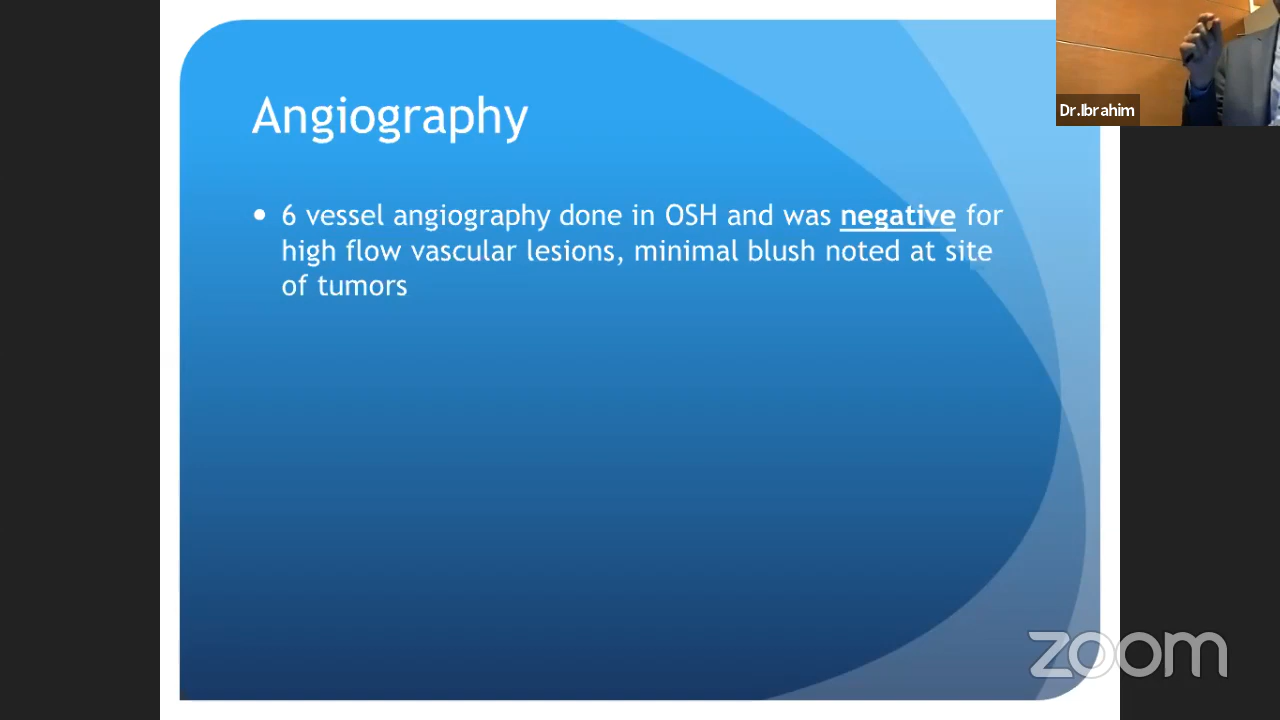 Angiography
• 6 vessel angiography done in OSH and was negative for
high flow vascular lesions, minimal blush noted at site
of tumors
Dr.Ibrahim
zoom